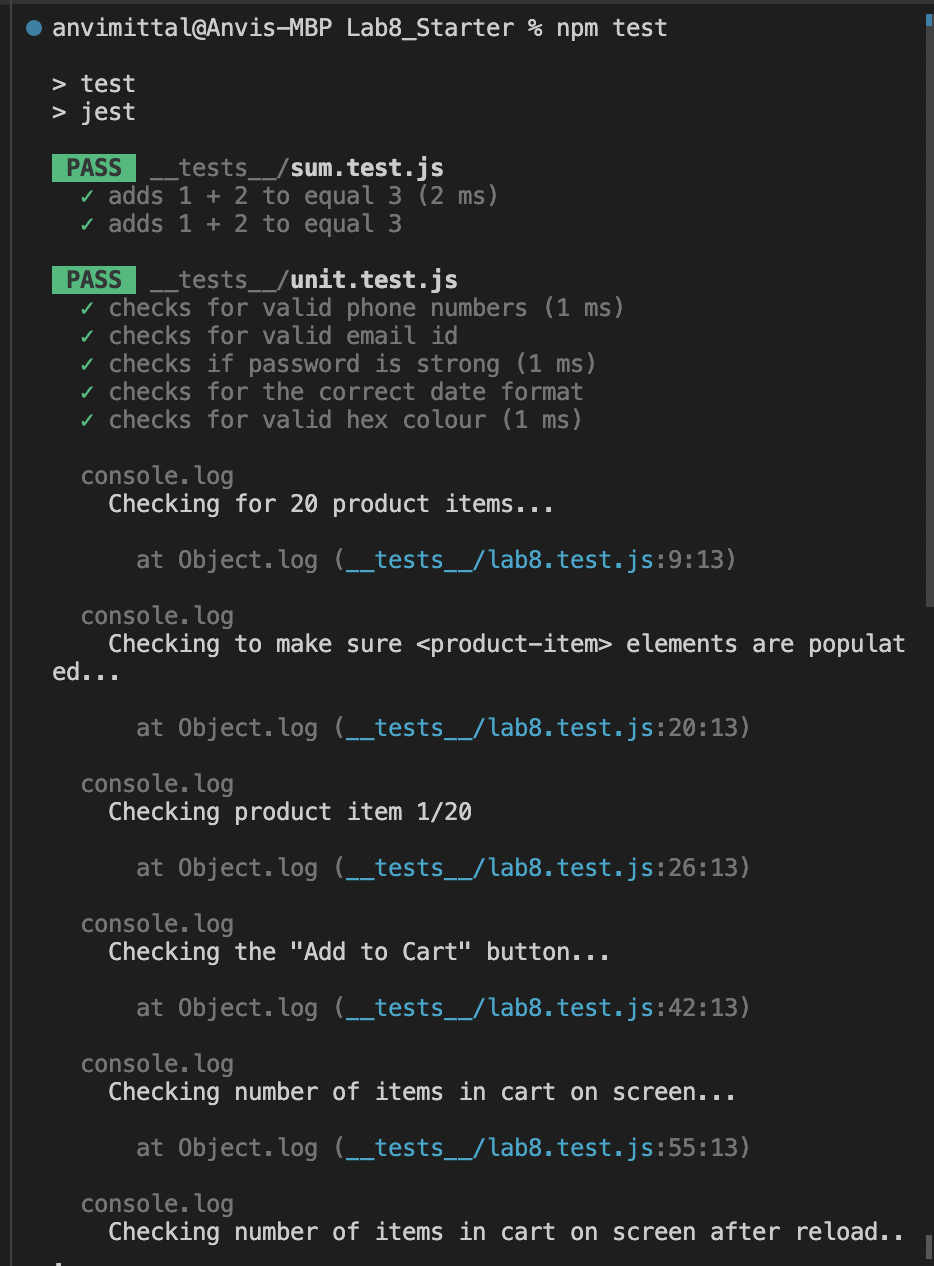 anvimittal@Anvis-MBP Lab8_Starter % npm test
> test
> jest
PASS __tests__/sum.test.js
✓ adds 1 + 2 to equal 3 (2 ms)
✓ adds 1 + 2 to equal 3
PASS __tests__/unit.test.js
✓ checks for valid phone numbers (1 ms)
✓ checks for valid email id
✓ checks if password is strong (1 ms)
✓ checks for the correct date format
✓ checks for valid hex colour (1 ms)
console.log
Checking for 20 product items...
at Object.log (__tests__/lab8.test.js:9:13)
console.log
Checking to make sure <product-item> elements are populat
ed...
at Object.log (__tests__/lab8.test.js:20:13)
console.log
Checking product item 1/20
at Object.log (__tests__/lab8.test.js:26:13)
console.log
Checking the "Add to Cart" button...
at Object.log (__tests__/lab8.test.js:42:13)
console.log
Checking number of items in cart on screen...
at Object.log (__tests__/lab8.test.js:55:13)
console.log
Checking number of items in cart on screen after reload..
.